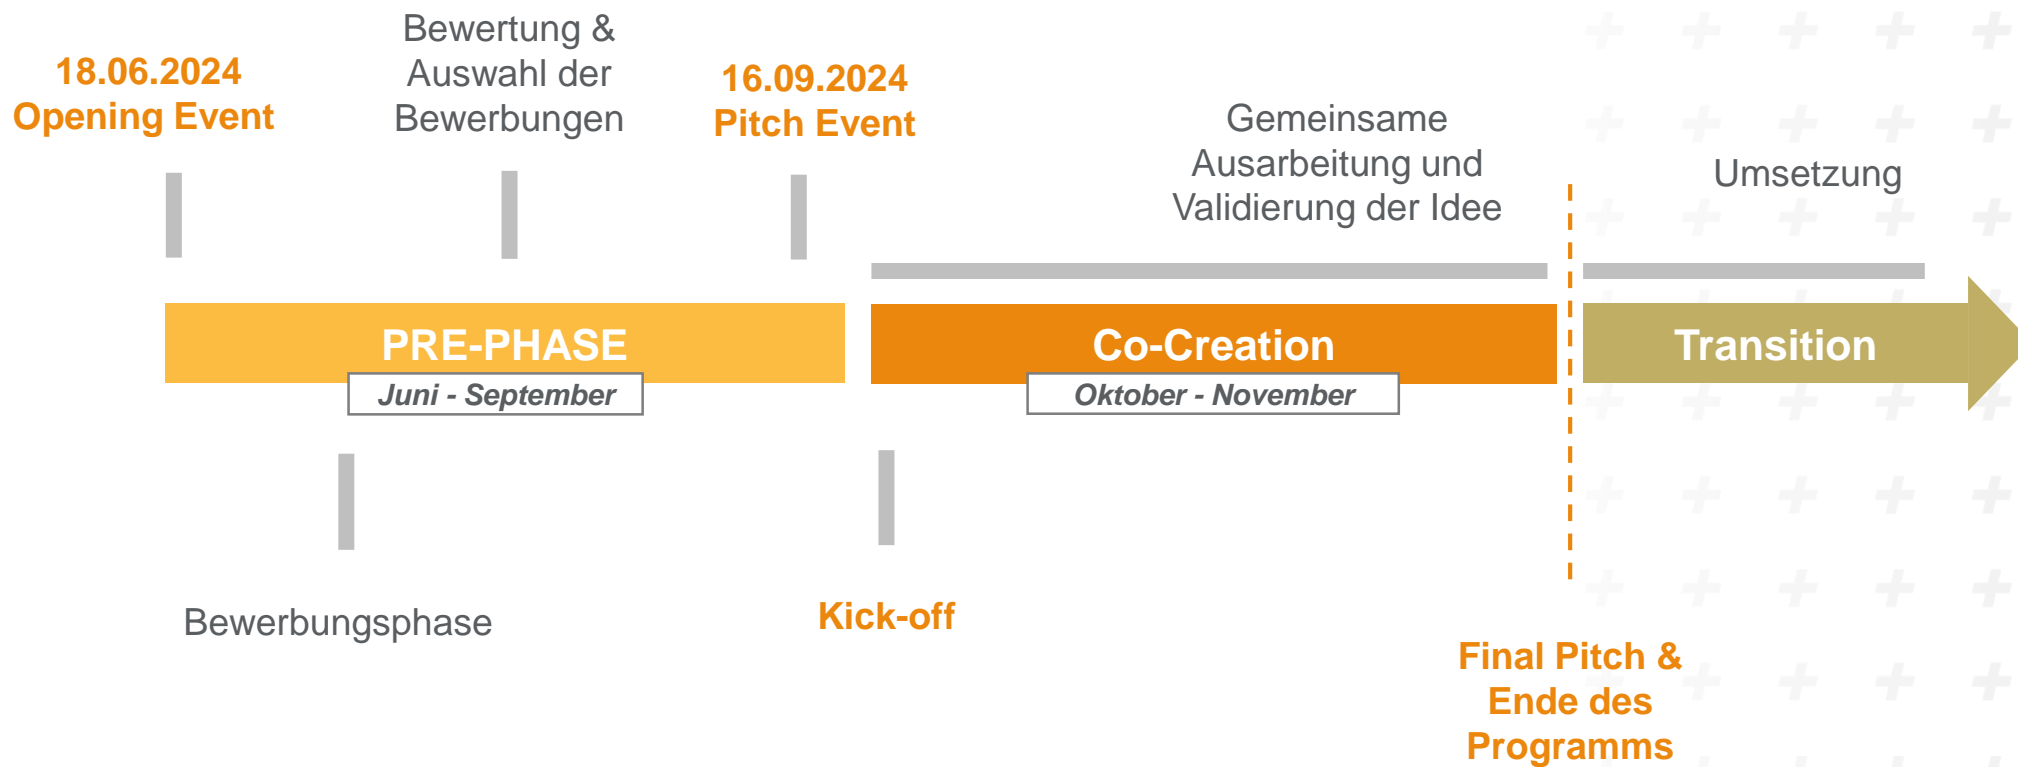 18.06.2024
Opening Event
Bewertung &
Auswahl der
Bewerbungen
16.09.2024
Pitch Event
Gemeinsame
Ausarbeitung und
Validierung der Idee
Umsetzung
PRE-PHASE
Juni - September
Co-Creation
Oktober - November
Transition
Bewerbungsphase
Kick-off
Final Pitch &
Ende des
Programms